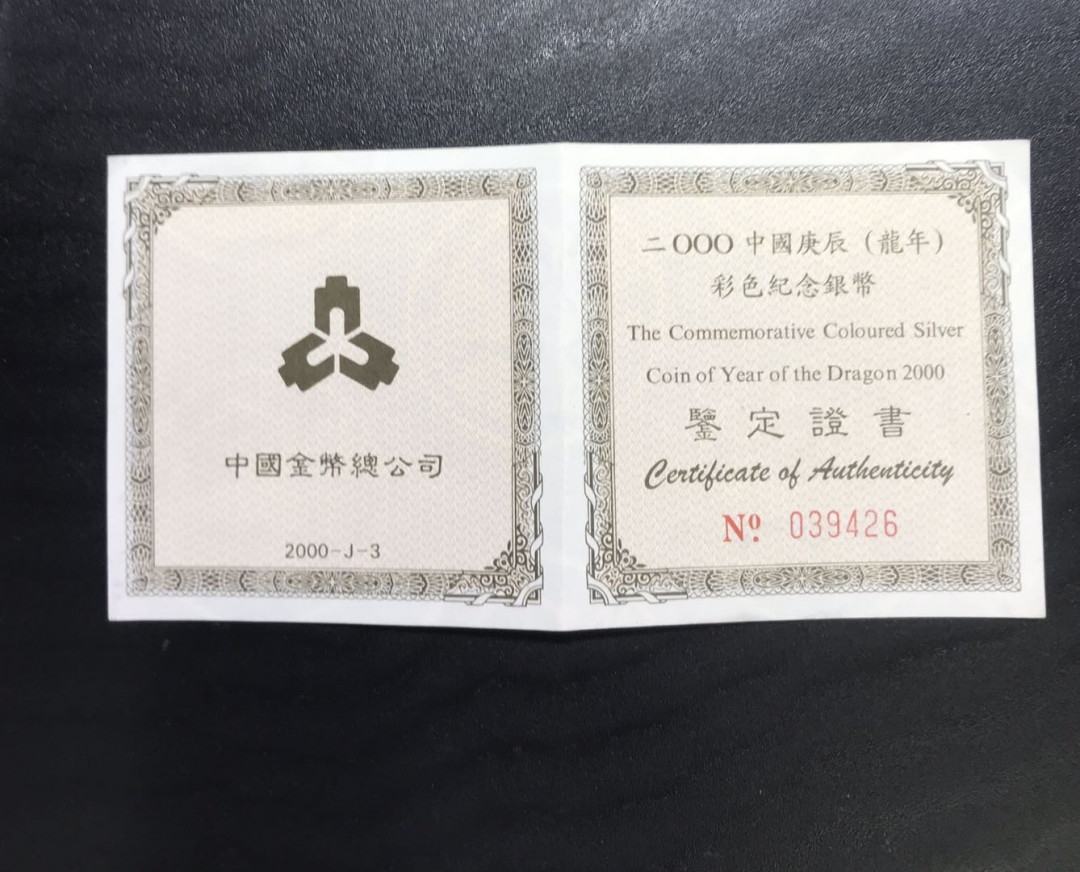 中國金幣總公司
2000-J-3
二OOO中國庚辰（龍年）
彩色紀念銀幣
The Commemorative Coloured Silver
Coin of Year of the Dragon 2000
鑒定證書
Certificate of Authenticity
Nº 039426